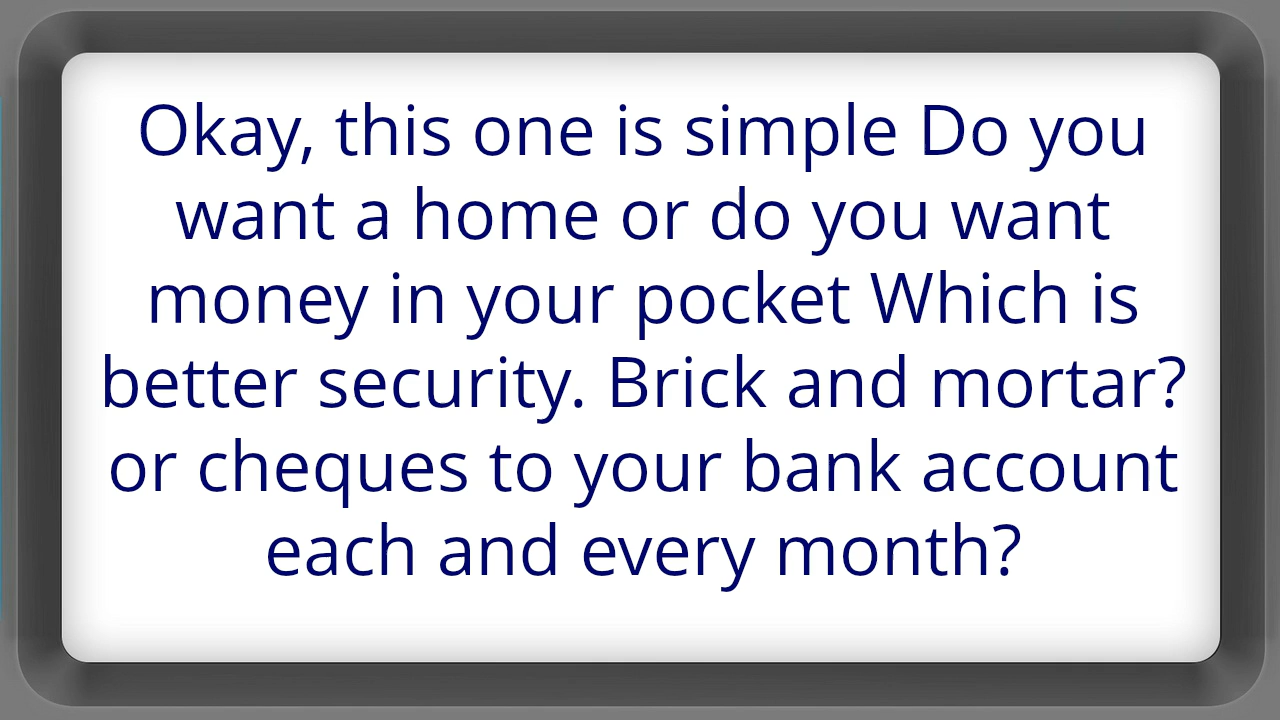 Okay, this one is simple Do you
want a home or do you want
money in your pocket Which is
better security. Brick and mortar?
or cheques to your bank account
each and every month?